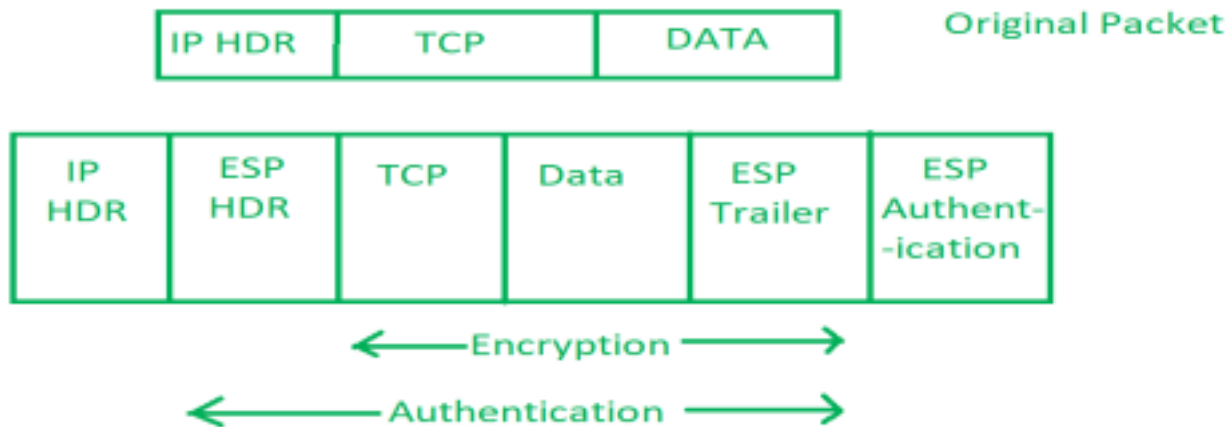 IP HDR TCP DATA Original Packet
IP ESP TCP Data ESP ESP
HDR HDR Trailer Authent-
-ication
Encryption
Authentication